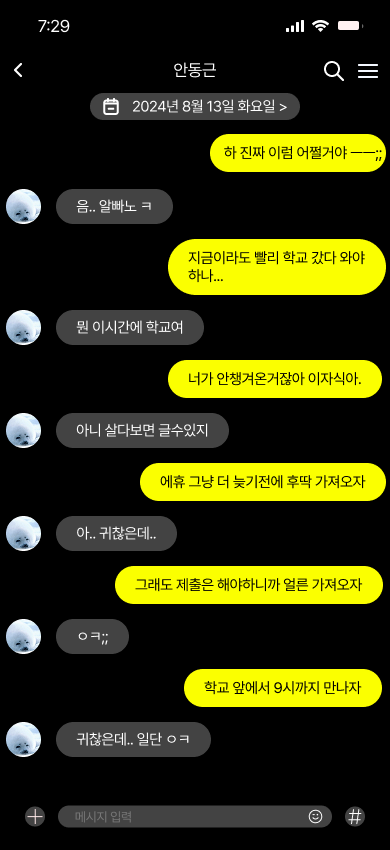 7:29
안동근
2024년 8월 13일 화요일 >
하 진짜 이럼 어쩔거야 ㅡㅡ;;
음.. 알빠노 ㅋ
지금이라도 빨리 학교 갔다 와야
하나...
뭔 이시간에 학교여
너가 안챙겨온거잖아 이자식아.
아니 살다보면 글수있지
에휴 그냥 더 늦기전에 후딱 가져오자
아.. 귀찮은데..
그래도 제출은 해야하니까 얼른 가져오자
ㅇㅋ;;
학교 앞에서 9시까지 만나자
귀찮은데.. 일단 ㅇㅋ
메시지 입력
#